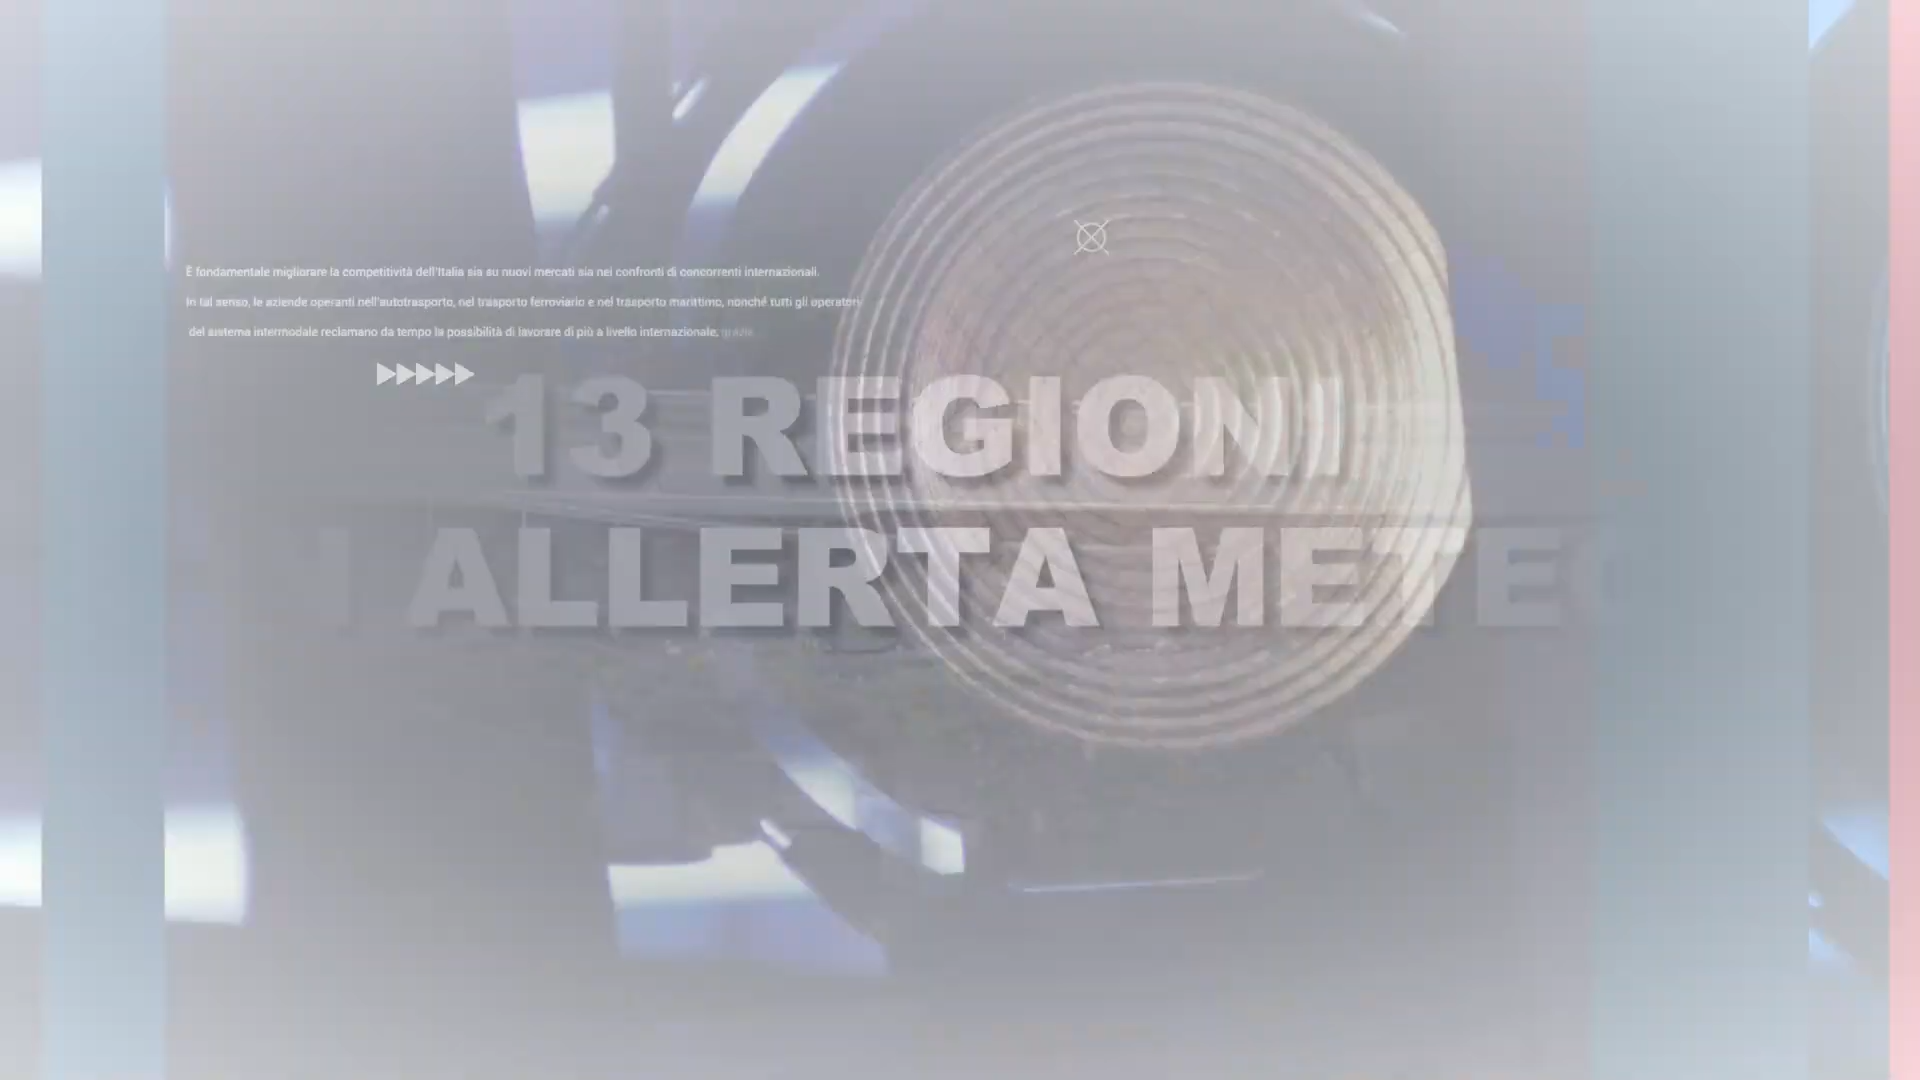 È fondamentale migliorare la competitività dell'Italia sia su nuovi mercati sia nei confronti di concorrenti internazionali.
In tal senso, le aziende operanti nell'autotrasporto, nel trasporto ferroviario e nel trasporto marittimo, nonché tutti gli operatori
del sistema intermodale reclamano da tempo la possibilità di lavorare di più a livello internazionale, grazie
13 REGIONI
ALLERTA METEO